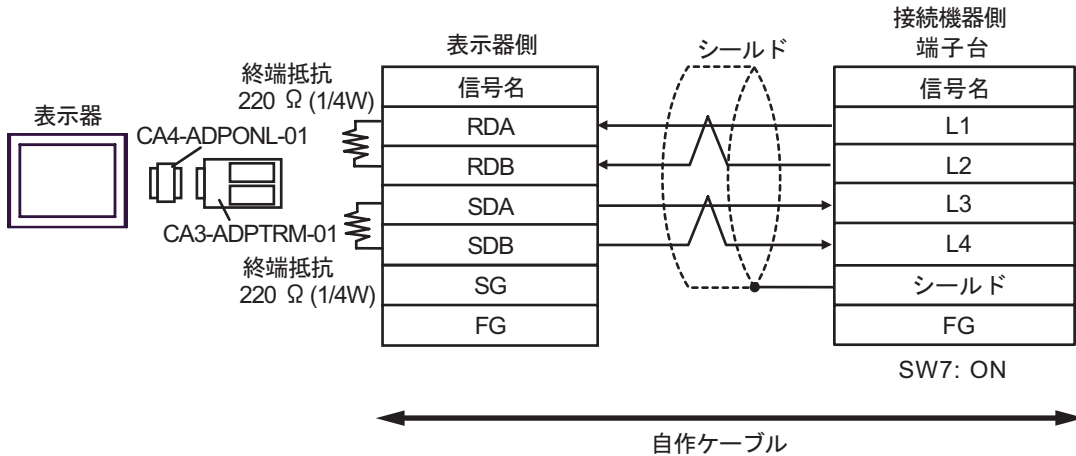 接続機器側
表示器側
シールド
端子台
終端抵抗
220 Ω (1/4W)
信号名
信号名
表示器
CA4-ADPONL-01
RDA
L1
RDB
L2
SDA
L3
CA3-ADPTRM-01
SDB
L4
終端抵抗
220 Ω (1/4W)
SG
シールド
FG
FG
SW7: ON
自作ケーブル